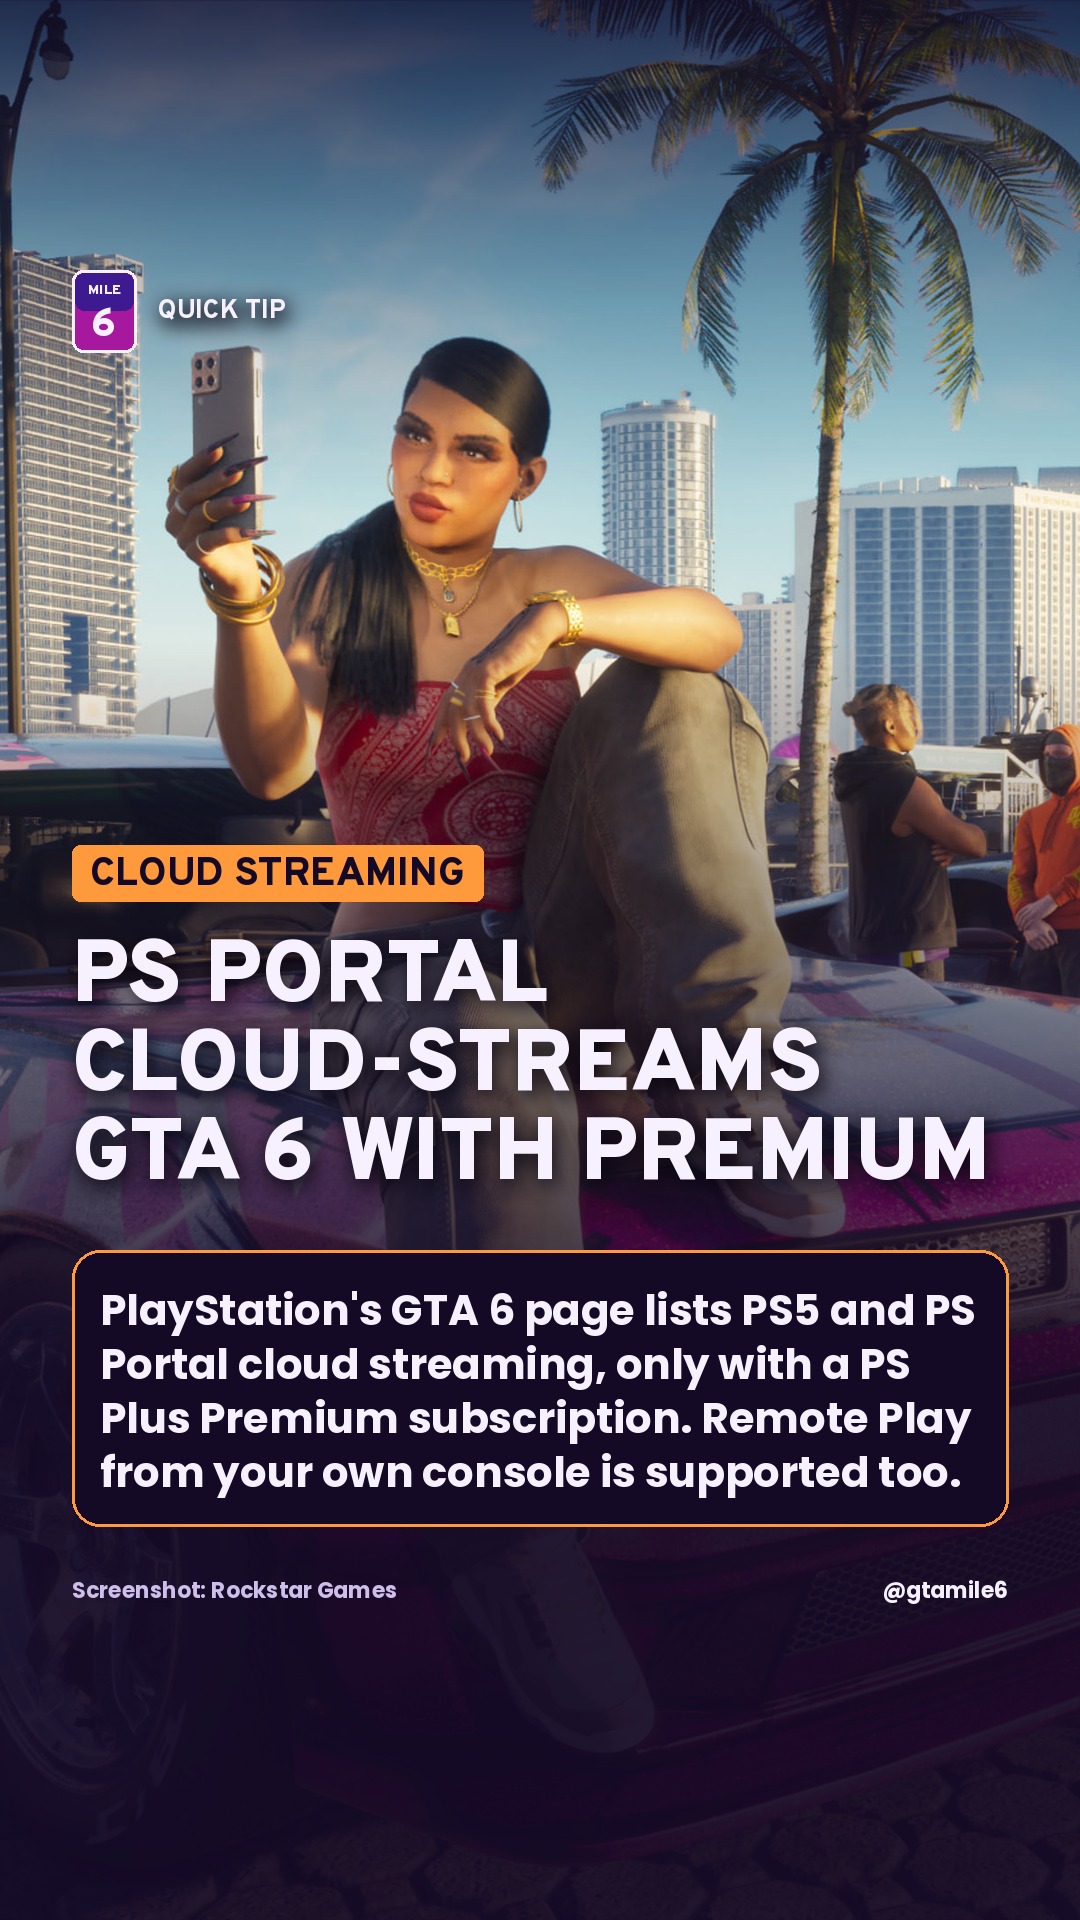 MILE
6
QUICK TIP
CLOUD STREAMING
PS PORTAL
CLOUD-STREAMS
GTA 6 WITH PREMIUM
PlayStation's GTA 6 page lists PS5 and PS
Portal cloud streaming, only with a PS
Plus Premium subscription. Remote Play
from your own console is supported too.
Screenshot: Rockstar Games
@gtamile6